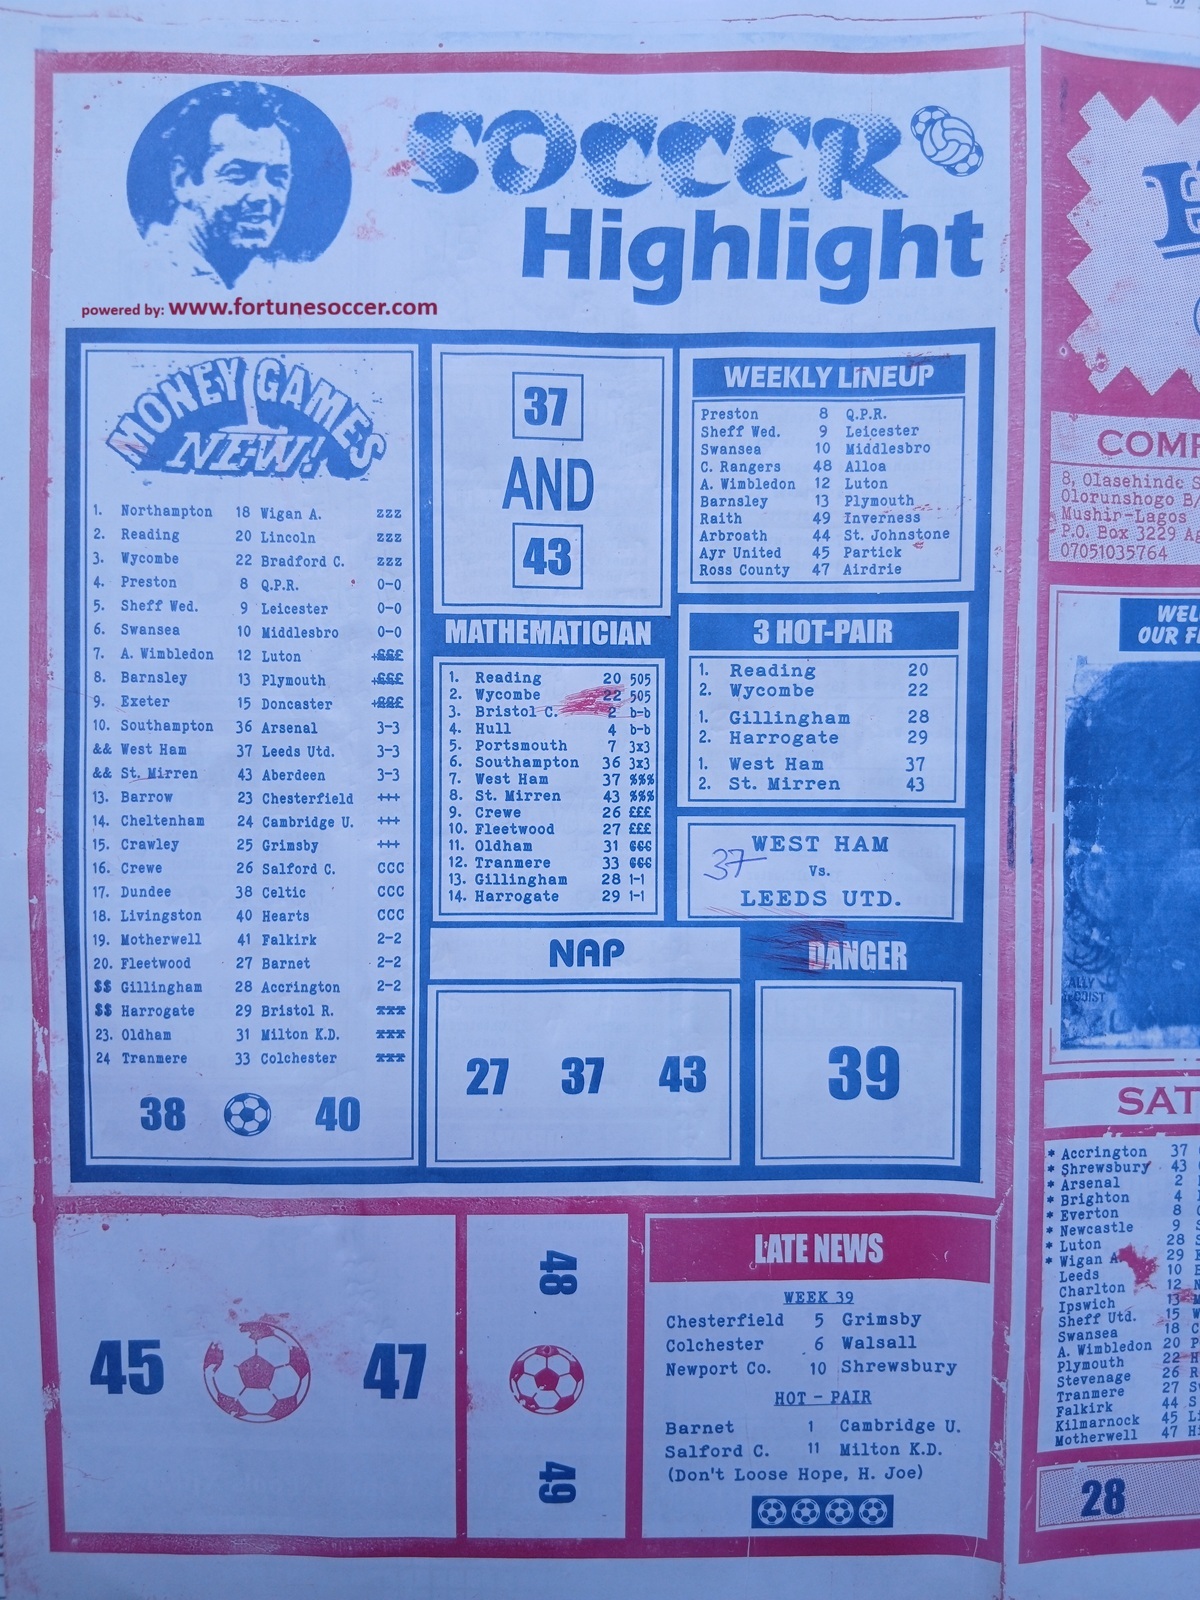 SOCCER
Highlight
powered by: www.fortunesoccer.com
MONEY GAMES
NEW!
1. Northampton 18 Wigan A. zzz
2. Reading 20 Lincoln zzz
3. Wycombe 22 Bradford C. zzz
4. Preston 8 Q.P.R. 0-0
5. Sheff Wed. 9 Leicester 0-0
6. Swansea 10 Middlesbro 0-0
7. A. Wimbledon 12 Luton +£££
8. Barnsley 13 Plymouth +£££
9. Exeter 15 Doncaster +£££
10. Southampton 36 Arsenal 3-3
&& West Ham 37 Leeds Utd. 3-3
&& St. Mirren 43 Aberdeen 3-3
13. Barrow 23 Chesterfield +++
14. Cheltenham 24 Cambridge U. +++
15. Crawley 25 Grimsby +++
16. Crewe 26 Salford C. CCC
17. Dundee 38 Celtic CCC
18. Livingston 40 Hearts CCC
19. Motherwell 41 Falkirk 2-2
20. Fleetwood 27 Barnet 2-2
$$ Gillingham 28 Accrington 2-2
$$ Harrogate 29 Bristol R. ***
23. Oldham 31 Milton K.D. ***
24 Tranmere 33 Colchester ***
38 40
37
AND
43
MATHEMATICIAN
1. Reading 20 505
2. Wycombe 22 505
3. Bristol C. 2 b-b
4. Hull 4 b-b
5. Portsmouth 7 3x3
6. Southampton 36 3x3
7. West Ham 37 %%%
8. St. Mirren 43 %%%
9. Crewe 26 £££
10. Fleetwood 27 £££
11. Oldham 31 ¢¢¢
12. Tranmere 33 ¢¢¢
13. Gillingham 28 1-1
14. Harrogate 29 1-1
WEEKLY LINEUP
Preston 8 Q.P.R.
Sheff Wed. 9 Leicester
Swansea 10 Middlesbro
C. Rangers 48 Alloa
A. Wimbledon 12 Luton
Barnsley 13 Plymouth
Raith 49 Inverness
Arbroath 44 St. Johnstone
Ayr United 45 Partick
Ross County 47 Airdrie
3 HOT-PAIR
1. Reading 20
2. Wycombe 22
1. Gillingham 28
2. Harrogate 29
1. West Ham 37
2. St. Mirren 43
WEST HAM
37 Vs.
LEEDS UTD.
NAP
27 37 43
DANGER
39
45 47
48
49
LATE NEWS
WEEK 39
Chesterfield 5 Grimsby
Colchester 6 Walsall
Newport Co. 10 Shrewsbury
HOT - PAIR
Barnet 1 Cambridge U.
Salford C. 11 Milton K.D.
(Don't Loose Hope, H. Joe)
COMP
8, Olasehinde S
Olorunshogo B
Mushir-Lagos
P.O. Box 3229 Ag
07051035764
WEL
OUR F
SAT
* Accrington 37
* Shrewsbury 43
* Arsenal 2
* Brighton 4
* Everton 8
* Newcastle 9
* Luton 28
* Wigan A 29
Leeds 10
Charlton 12
Ipswich 13
Sheff Utd. 15
Swansea 18
A. Wimbledon 20
Plymouth 22
Stevenage 26
Tranmere 27
Falkirk 44
Kilmarnock 45
Motherwell 47
28